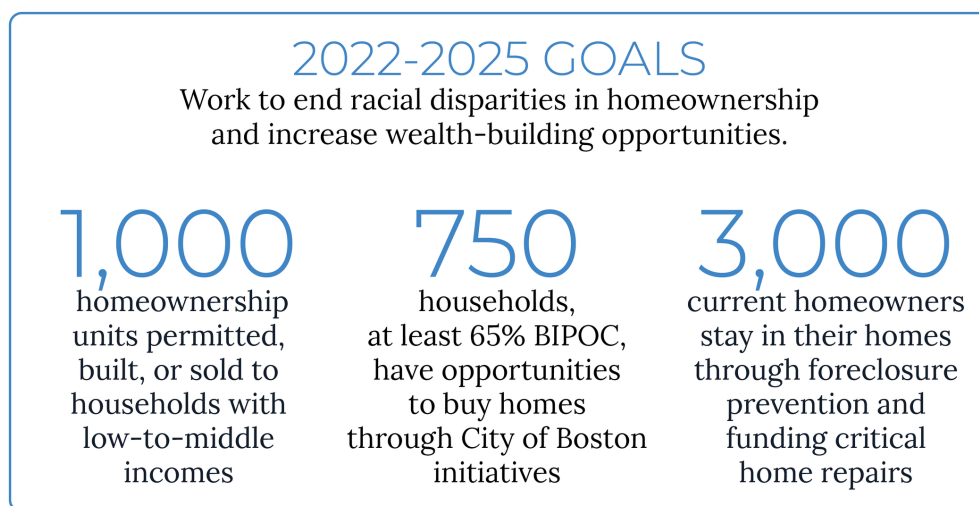 2022-2025 GOALS
Work to end racial disparities in homeownership
and increase wealth-building opportunities.
1,000
homeownership
units permitted,
built, or sold to
households with
low-to-middle
incomes
750
households,
at least 65% BIPOC,
have opportunities
to buy homes
through City of Boston
initiatives
3,000
current homeowners
stay in their homes
through foreclosure
prevention and
funding critical
home repairs